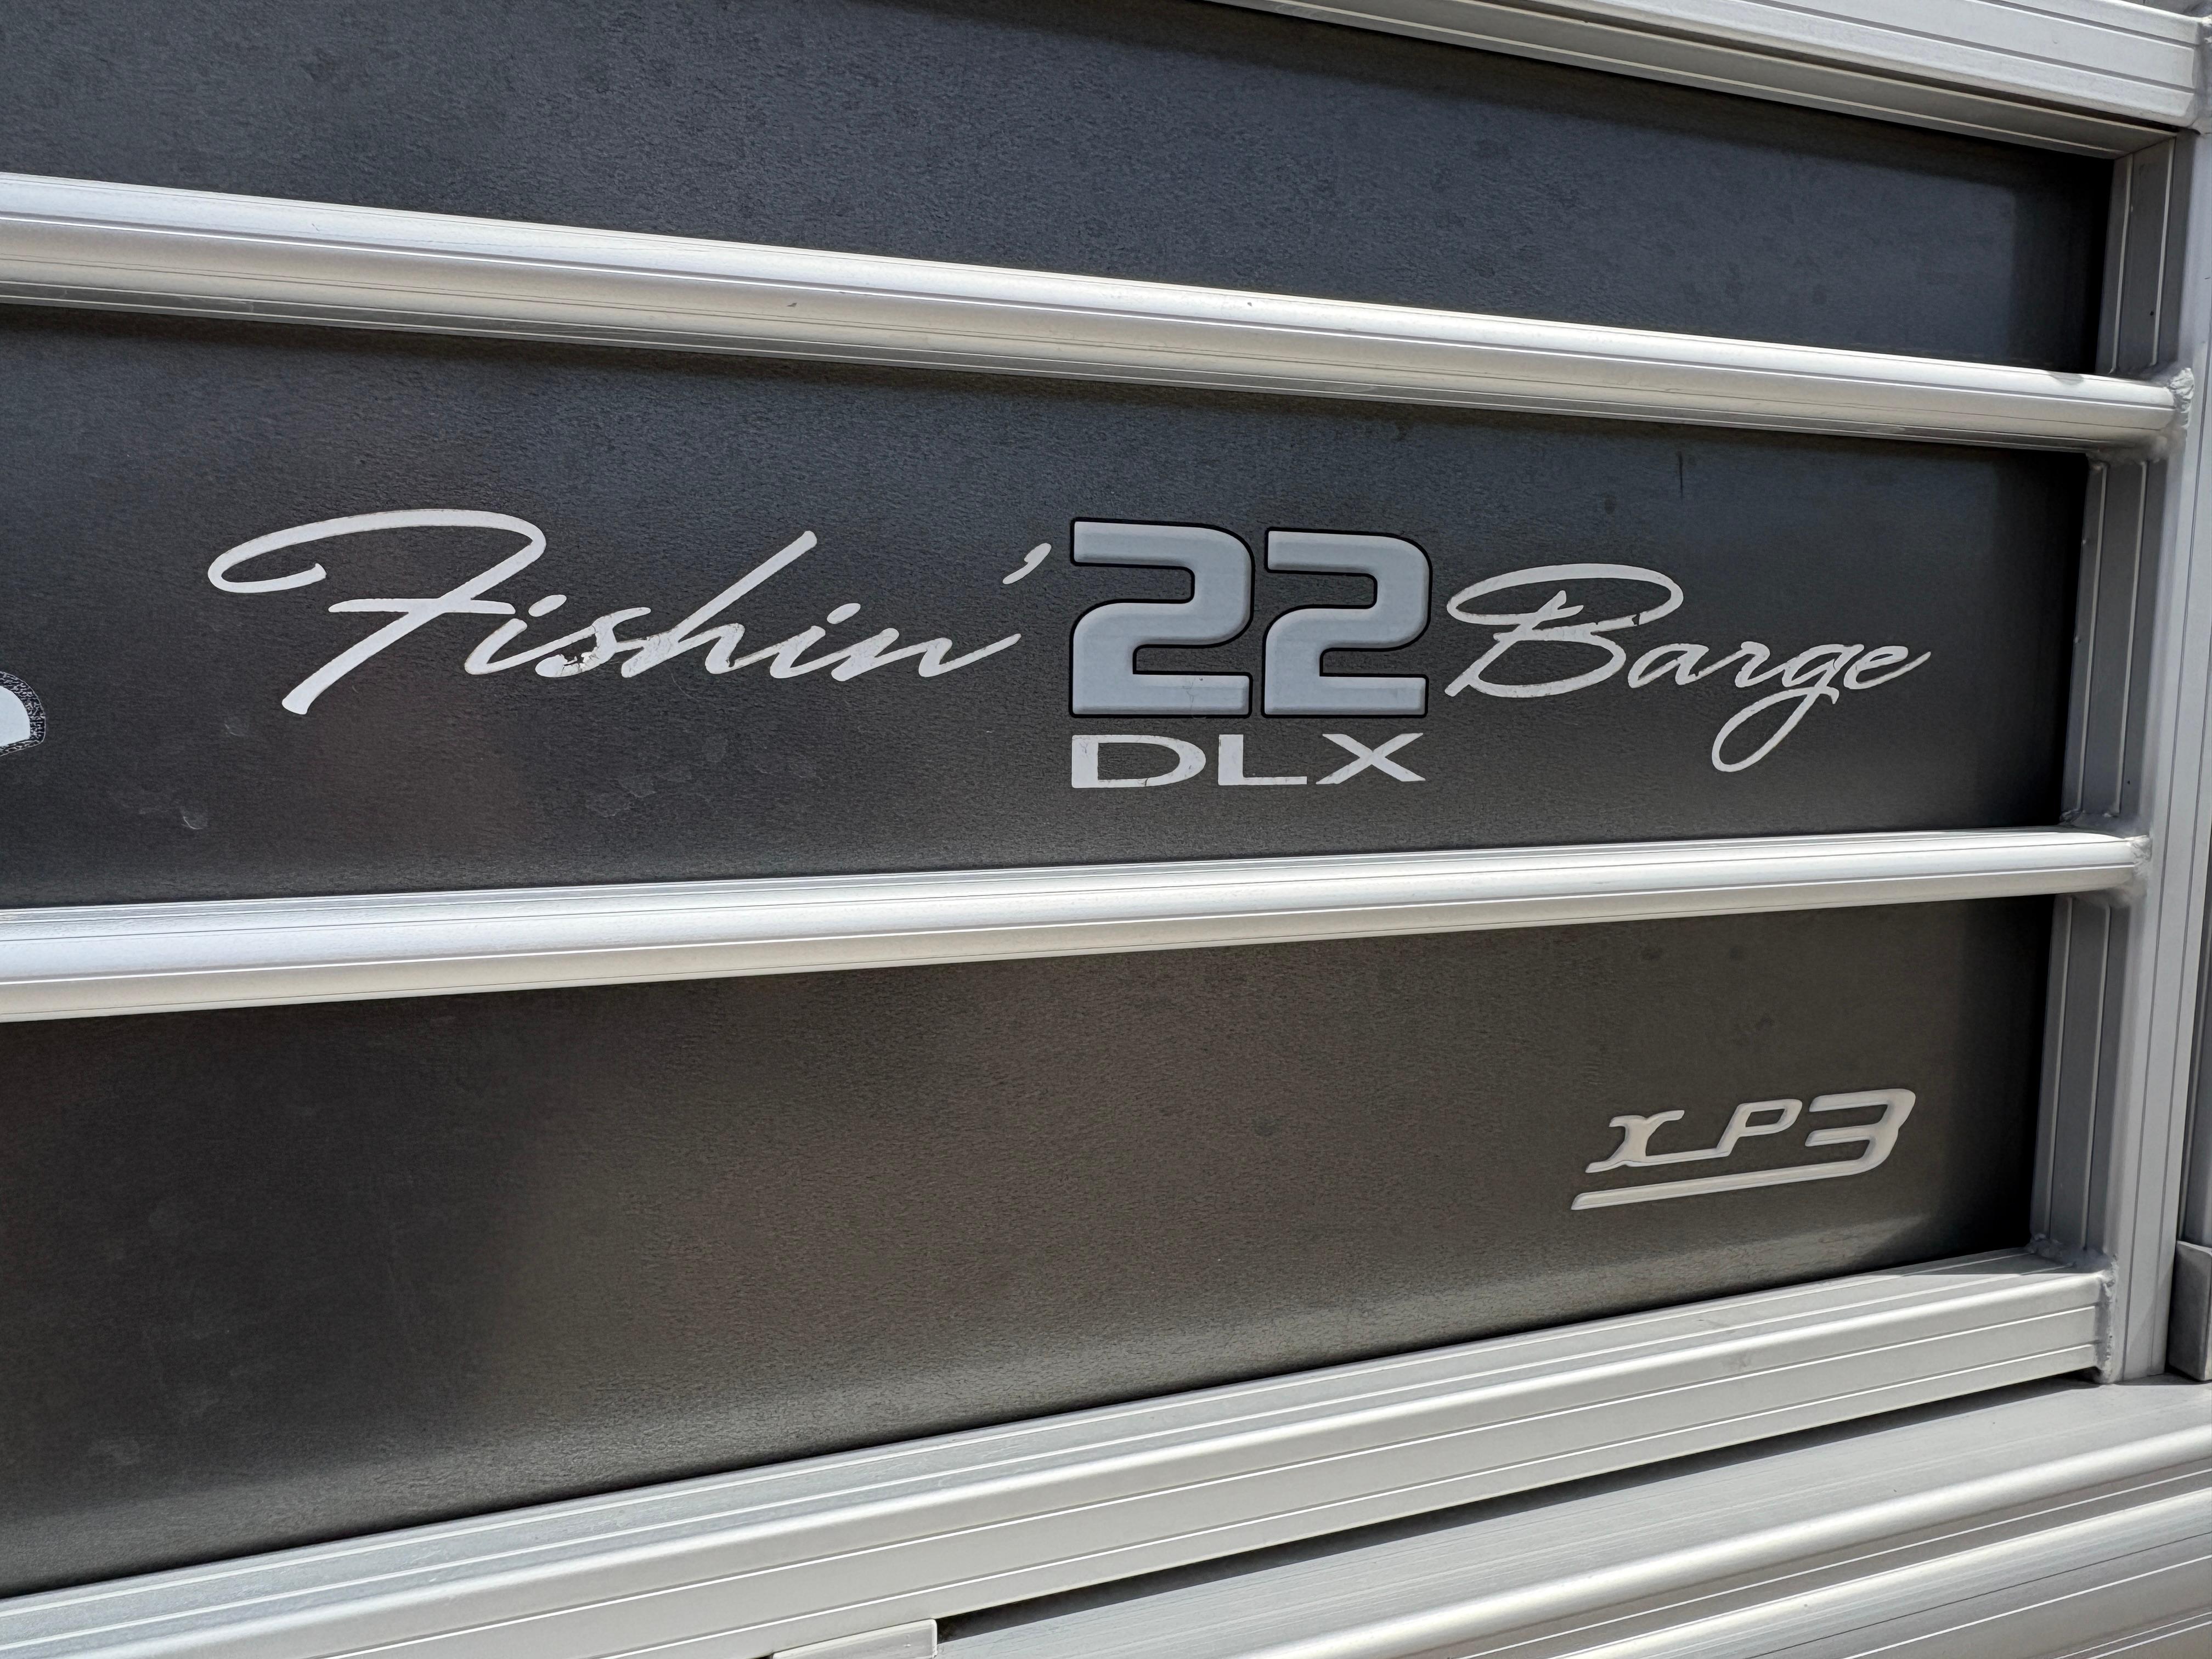 Fishin' 22 Barge
DLX
XP3